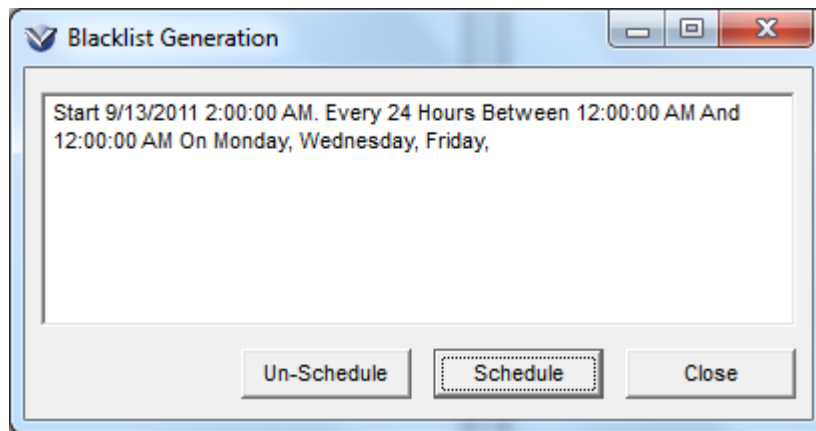 Blacklist Generation
Start 9/13/2011 2:00:00 AM. Every 24 Hours Between 12:00:00 AM And
12:00:00 AM On Monday, Wednesday, Friday,
Un-Schedule
Schedule
Close